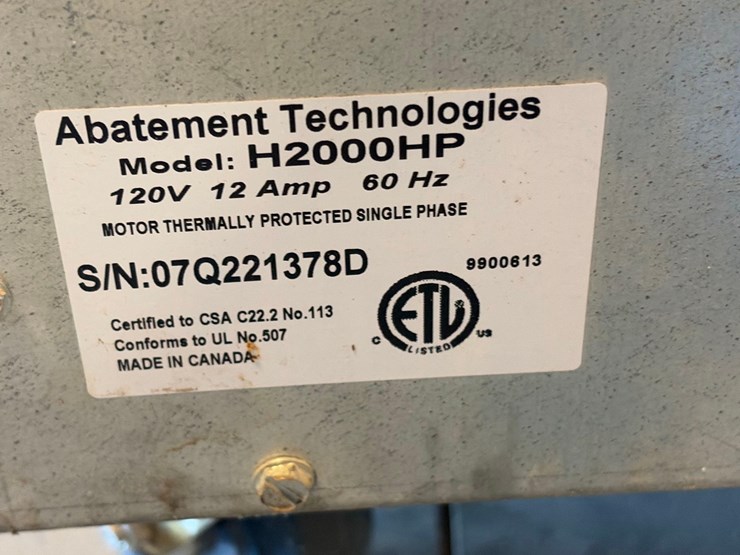 Abatement Technologies
Model: H2000HP
120V 12 Amp 60 Hz
MOTOR THERMALLY PROTECTED SINGLE PHASE
S/N:07Q221378D
9900613
Certified to CSA C22.2 No.113
Conforms to UL No.507
MADE IN CANADA
ETL
C US
LISTED